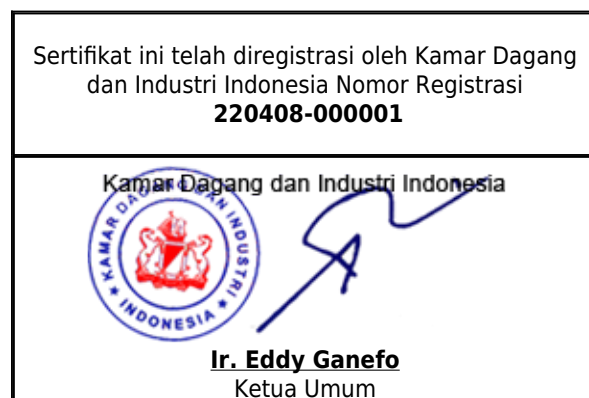 Sertifikat ini telah diregistrasi oleh Kamar Dagang
dan Industri Indonesia Nomor Registrasi
220408-000001
Kamar Dagang dan Industri Indonesia
KAMAR DAGANG DAN INDUSTRI
INDONESIA
Ir. Eddy Ganefo
Ketua Umum